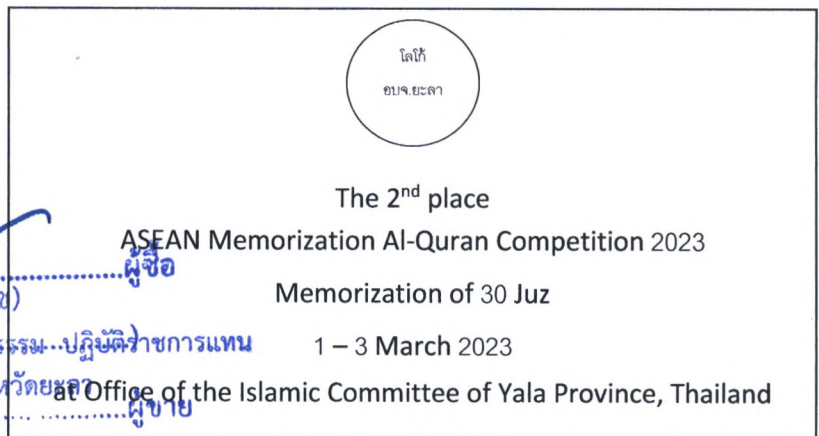 โลโก้
อบจ.ยะลา
The 2nd place
ASEAN Memorization Al-Quran Competition 2023
...................ผู้ซื้อ
Memorization of 30 Juz
ปฏิบัติราชการแทน
1 – 3 March 2023
at Office of the Islamic Committee of Yala Province, Thailand
.... ............ผู้ขาย